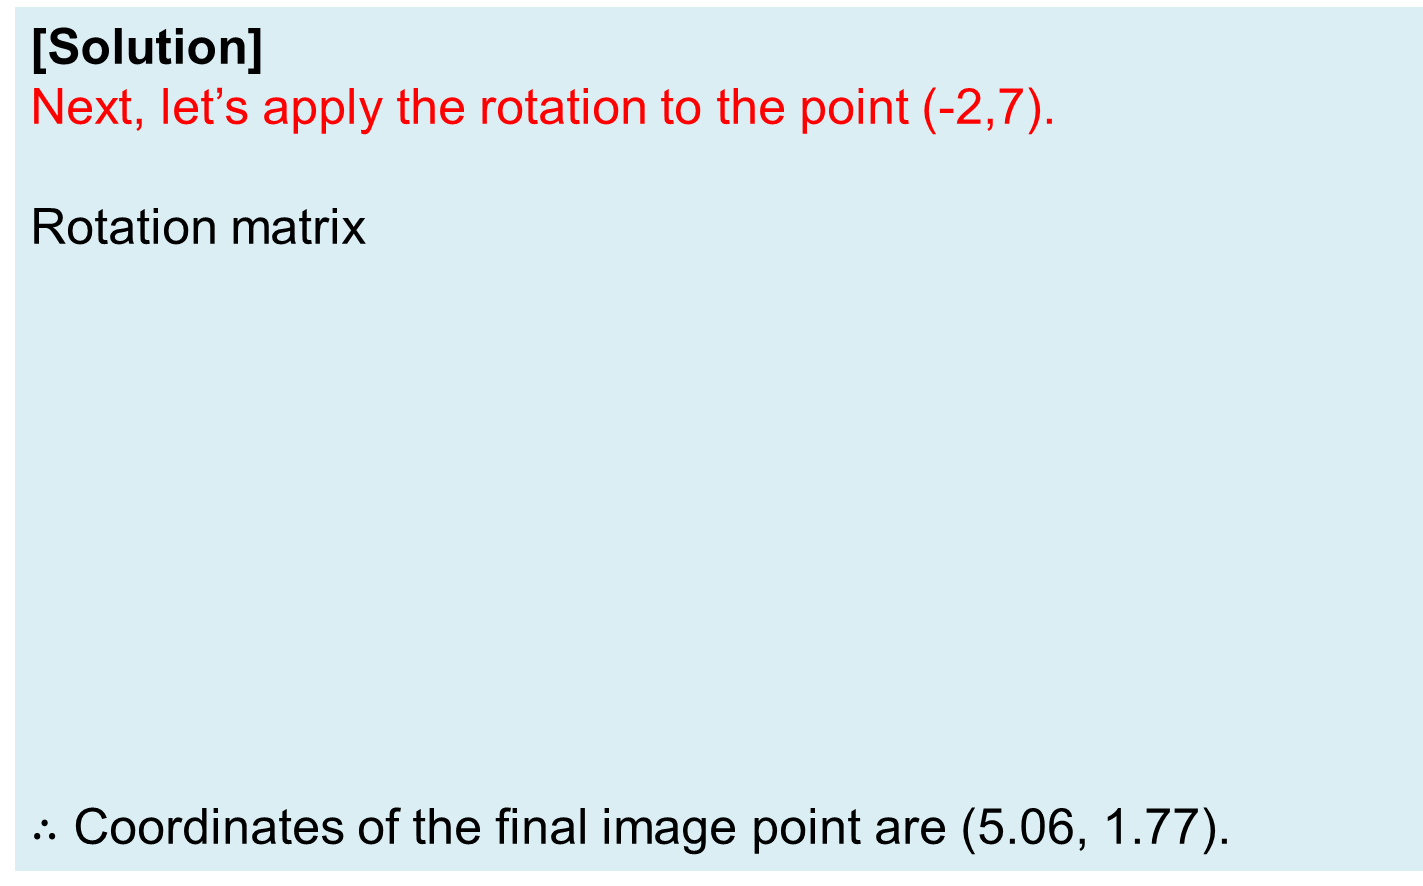 [Solution]
Next, let’s apply the rotation to the point (-2,7).
Rotation matrix
∴ Coordinates of the final image point are (5.06, 1.77).